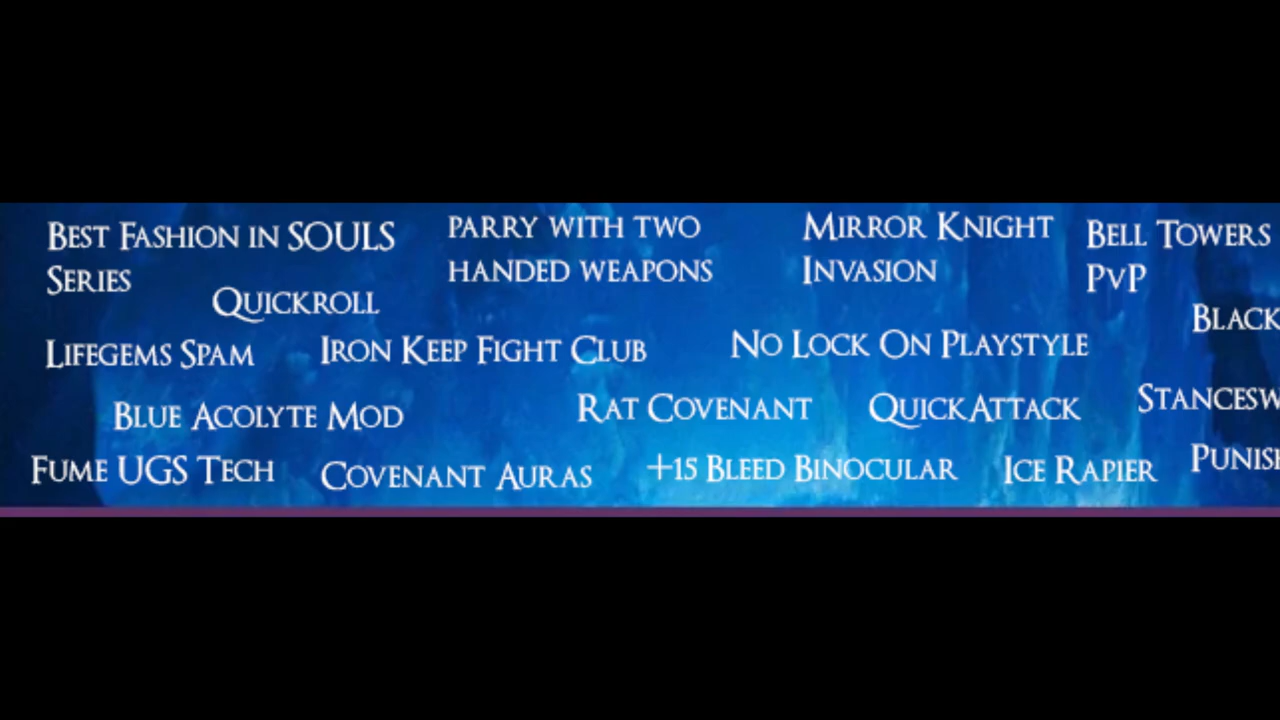 Best Fashion in SOULS
Series
parry with two
handed weapons
Mirror Knight
Invasion
Bell Towers
PvP
Quickroll
Black
Lifegems Spam
Iron Keep Fight Club
No Lock On Playstyle
Blue Acolyte Mod
Rat Covenant
QuickAttack
Stancesw
Fume UGS Tech
Covenant Auras
+15 Bleed Binocular
Ice Rapier